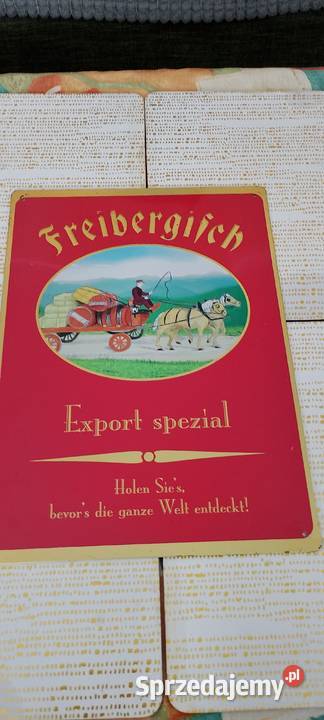 Freibergisch
Export spezial
Holen Sie's,
bevor's die ganze Welt entdeckt!
Sprzedajemy.pl